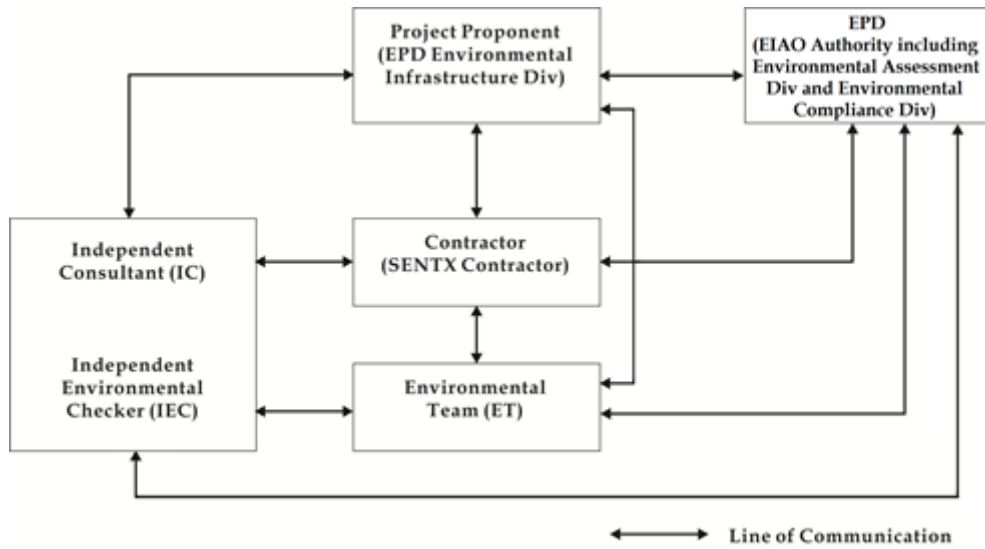 Project Proponent
(EPD Environmental
Infrastructure Div)
EPD
(EIAO Authority including
Environmental Assessment
Div and Environmental
Compliance Div)
Independent
Consultant (IC)
Contractor
(SENTX Contractor)
Independent
Environmental
Checker (IEC)
Environmental
Team (ET)
Line of Communication